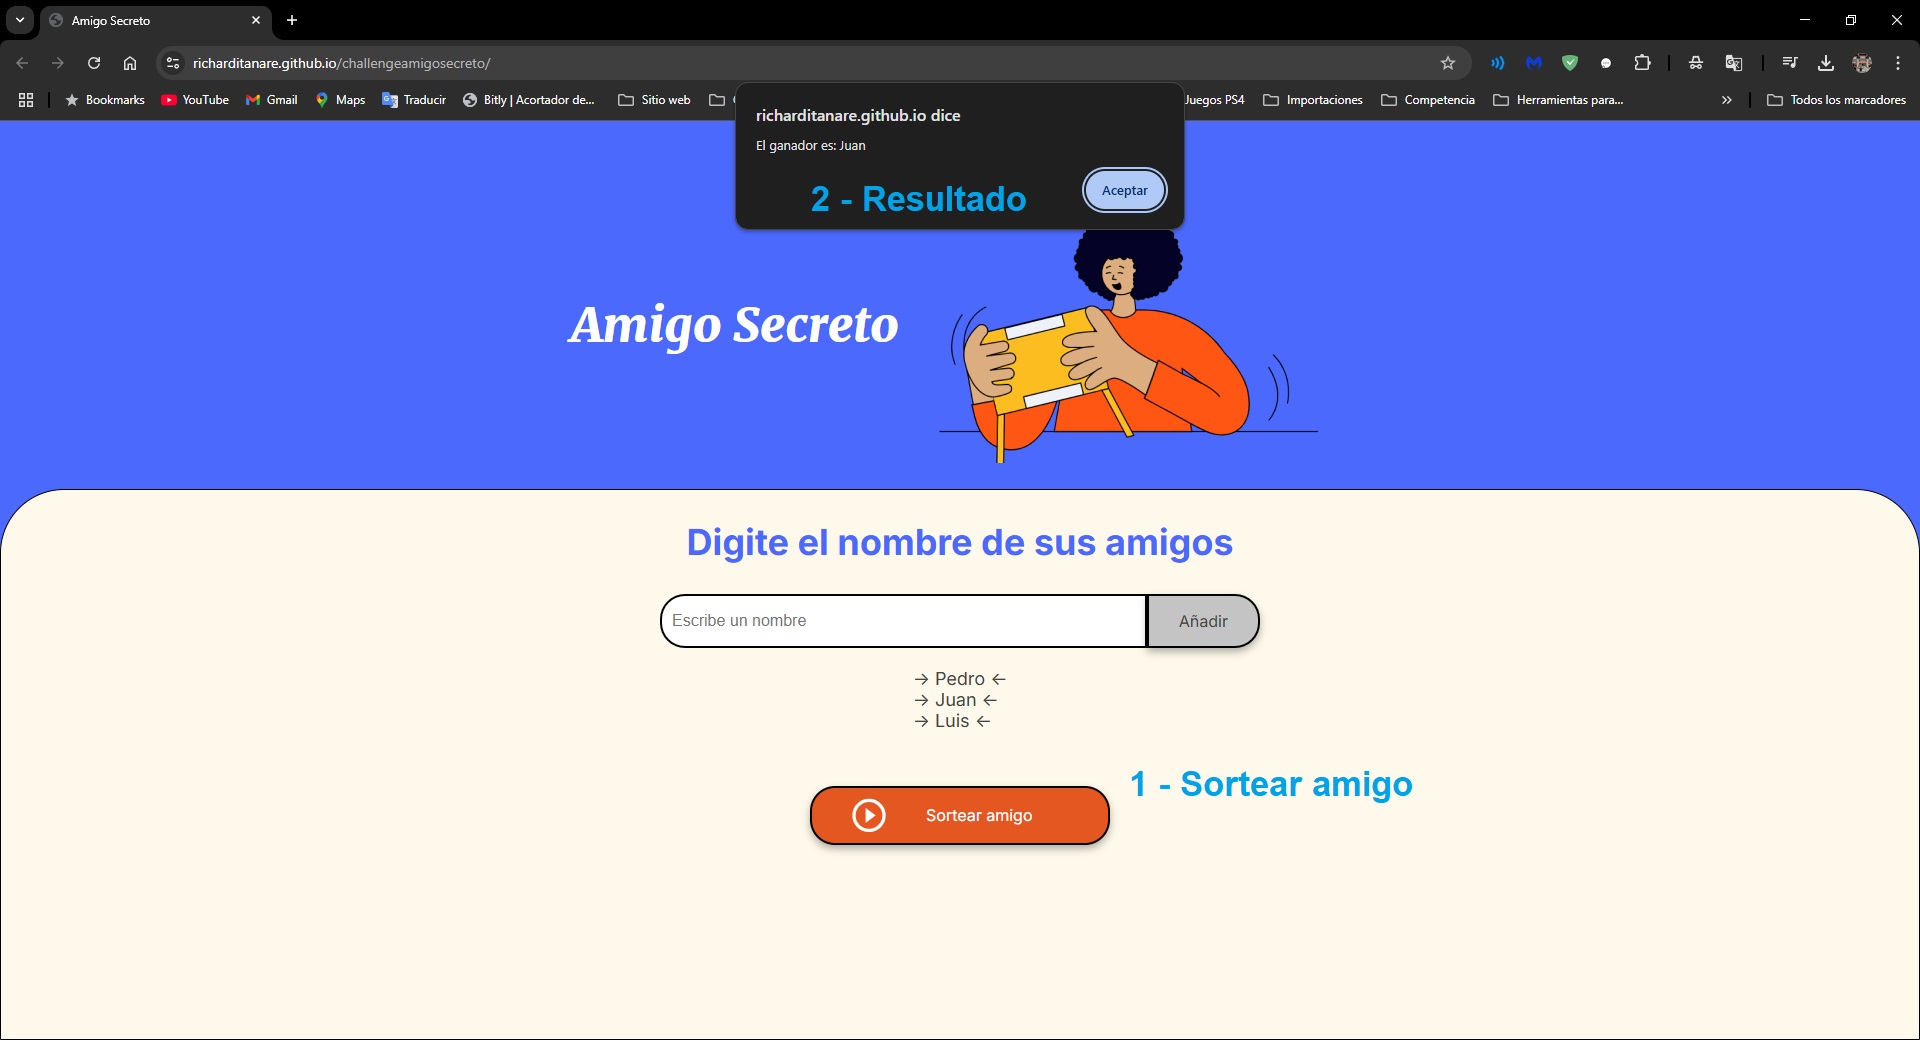 Amigo Secreto
richarditanare.github.io/challengeamigosecreto/
Bookmarks YouTube Gmail Maps Traducir Bitly | Acortador de... Sitio web Juegos PS4 Importaciones Competencia Herramientas para... Todos los marcadores
richarditanare.github.io dice
El ganador es: Juan
Aceptar
2 - Resultado
Amigo Secreto
Digite el nombre de sus amigos
Escribe un nombre Añadir
→ Pedro ←
→ Juan ←
→ Luis ←
1 - Sortear amigo
Sortear amigo